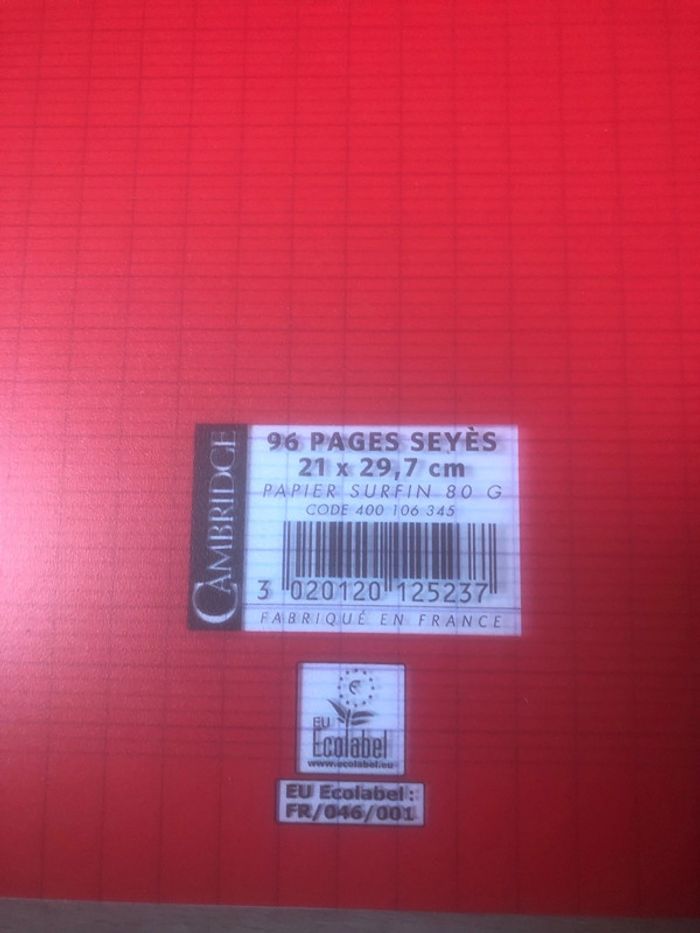 CAMBRIDGE
96 PAGES SEYÈS
21 x 29,7 cm
PAPIER SURFIN 80 G
CODE 400 106 345
3 020120 125237
FABRIQUÉ EN FRANCE
EU
Ecolabel
www.ecolabel.eu
EU Ecolabel :
FR/046/001